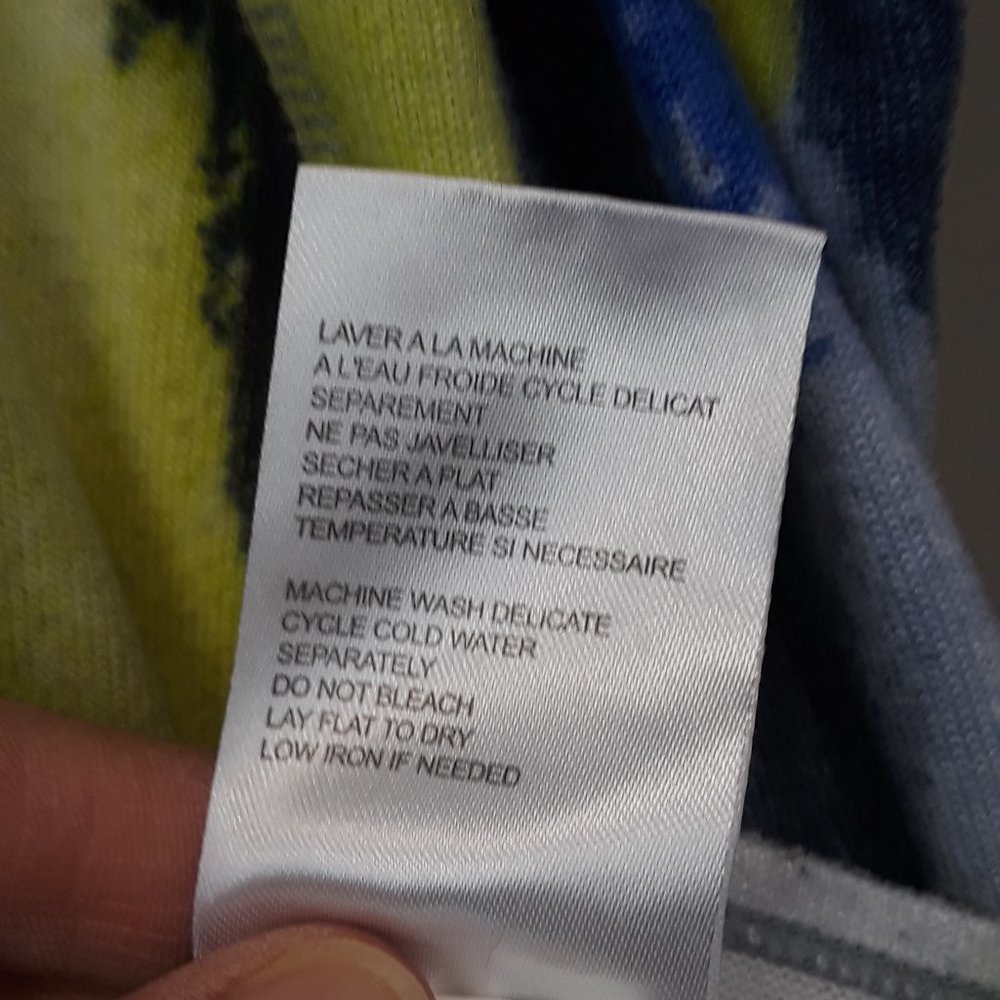 LAVER A LA MACHINE
A L'EAU FROIDE CYCLE DELICAT
SEPAREMENT
NE PAS JAVELLISER
SECHER A PLAT
REPASSER A BASSE
TEMPERATURE SI NECESSAIRE
MACHINE WASH DELICATE
CYCLE COLD WATER
SEPARATELY
DO NOT BLEACH
LAY FLAT TO DRY
LOW IRON IF NEEDED